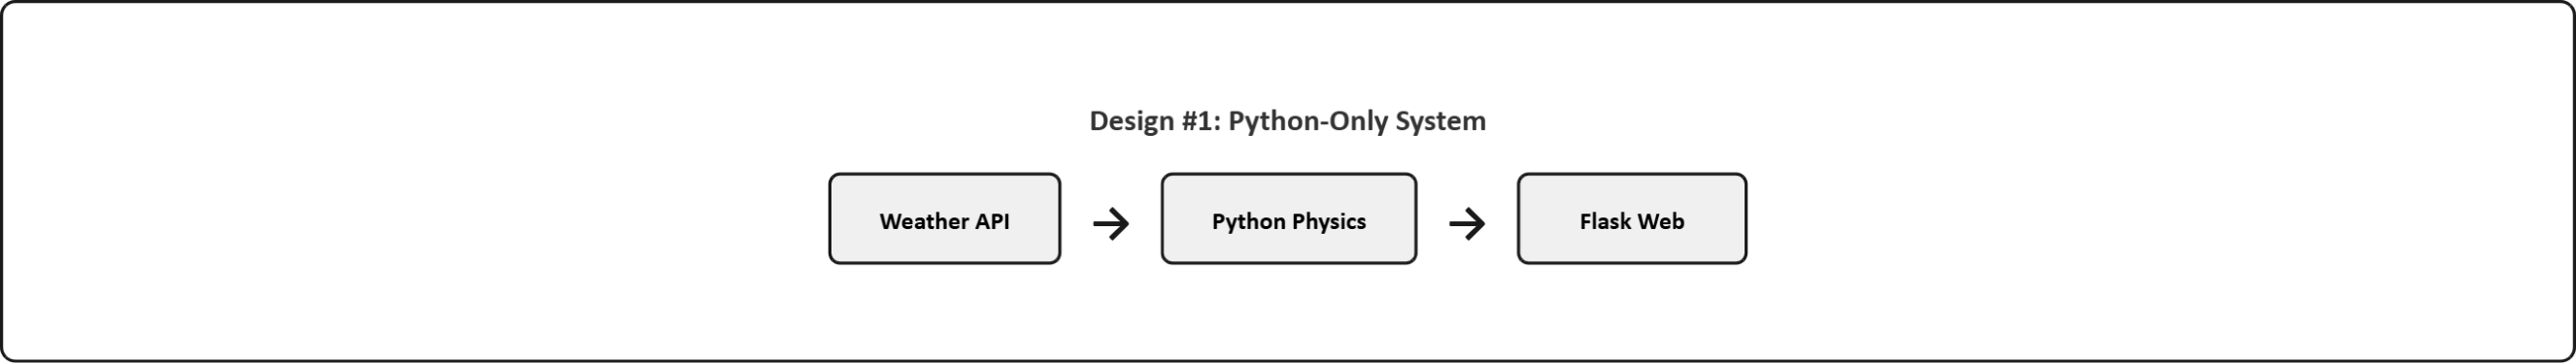 Design #1: Python-Only System
Weather API → Python Physics → Flask Web